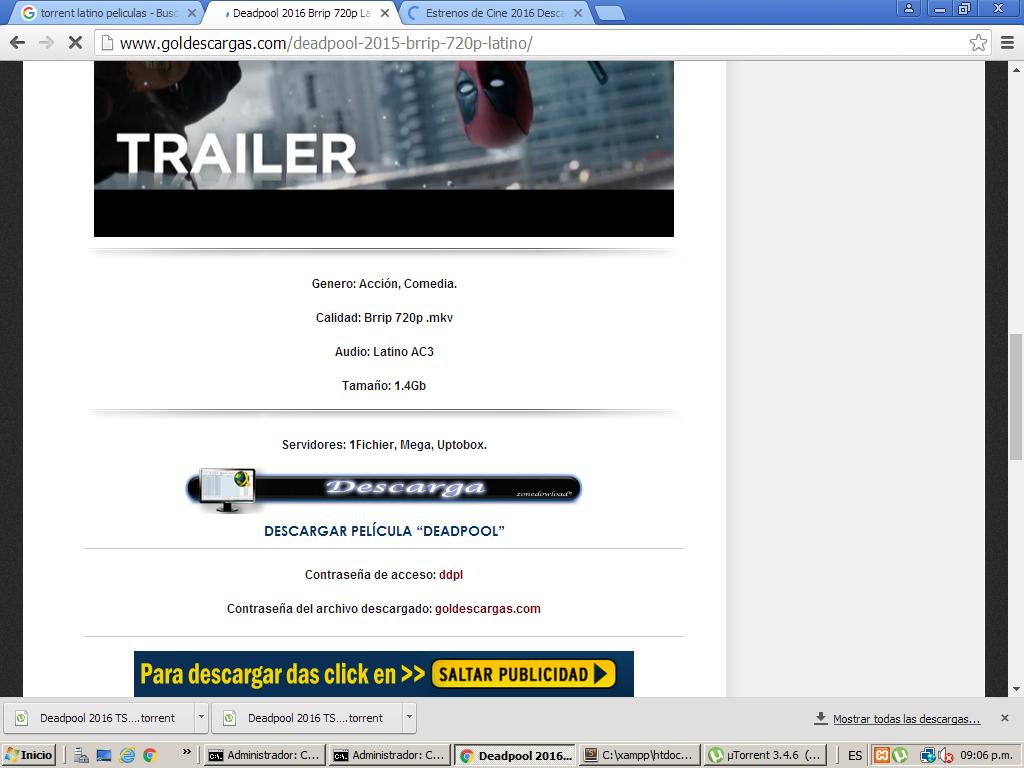 torrent latino peliculas - Busc
Deadpool 2016 Brrip 720p La
Estrenos de Cine 2016 Desca
www.goldescargas.com/deadpool-2015-brrip-720p-latino/
TRAILER
Genero: Acción, Comedia.
Calidad: Brrip 720p .mkv
Audio: Latino AC3
Tamaño: 1.4Gb
Servidores: 1Fichier, Mega, Uptobox.
Descarga
zonedowload®
DESCARGAR PELÍCULA “DEADPOOL”
Contraseña de acceso: ddpl
Contraseña del archivo descargado: goldescargas.com
Para descargar das click en >> SALTAR PUBLICIDAD
Deadpool 2016 TS....torrent
Deadpool 2016 TS....torrent
Mostrar todas las descargas...
Inicio
Administrador: C...
Administrador: C...
Deadpool 2016...
C:\xampp\htdoc...
µTorrent 3.4.6 (...
ES
09:06 p.m.